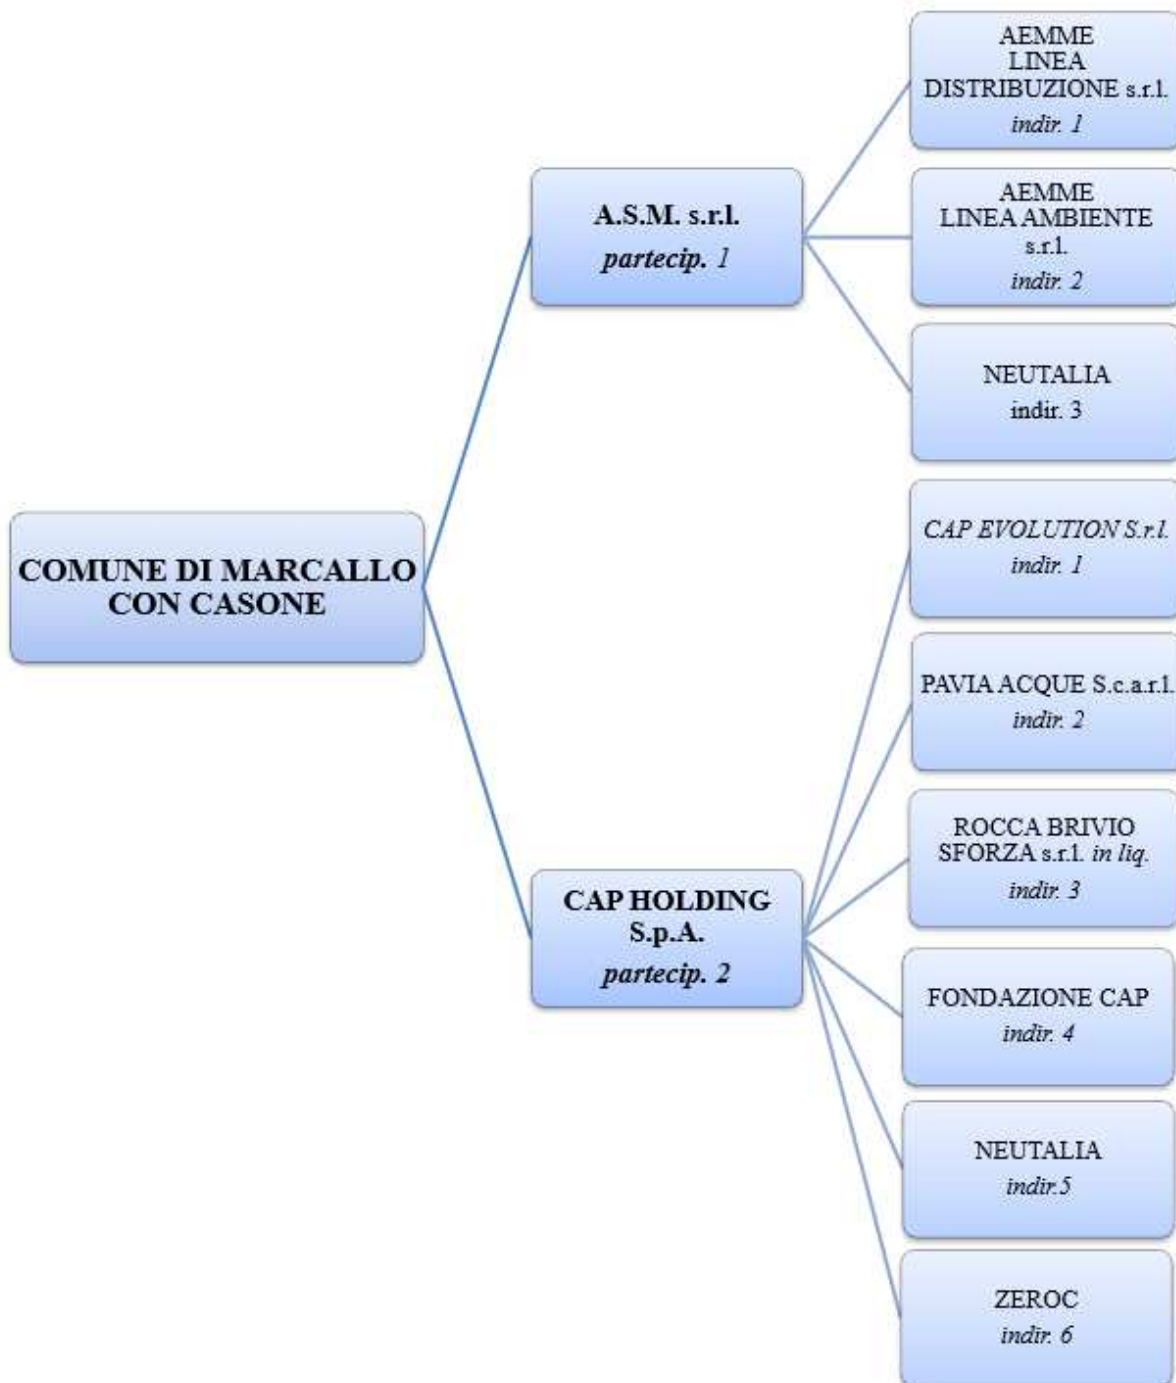 AEMME
LINEA
DISTRIBUZIONE s.r.l.
indir. 1
A.S.M. s.r.l.
partecip. 1
AEMME
LINEA AMBIENTE
s.r.l.
indir. 2
NEUTALIA
indir. 3
COMUNE DI MARCALLO
CON CASONE
CAP EVOLUTION S.r.l.
indir. 1
PAVIA ACQUE S.c.a.r.l.
indir. 2
ROCCA BRIVIO
SFORZA s.r.l. in liq.
indir. 3
CAP HOLDING
S.p.A.
partecip. 2
FONDAZIONE CAP
indir. 4
NEUTALIA
indir.5
ZEROC
indir. 6